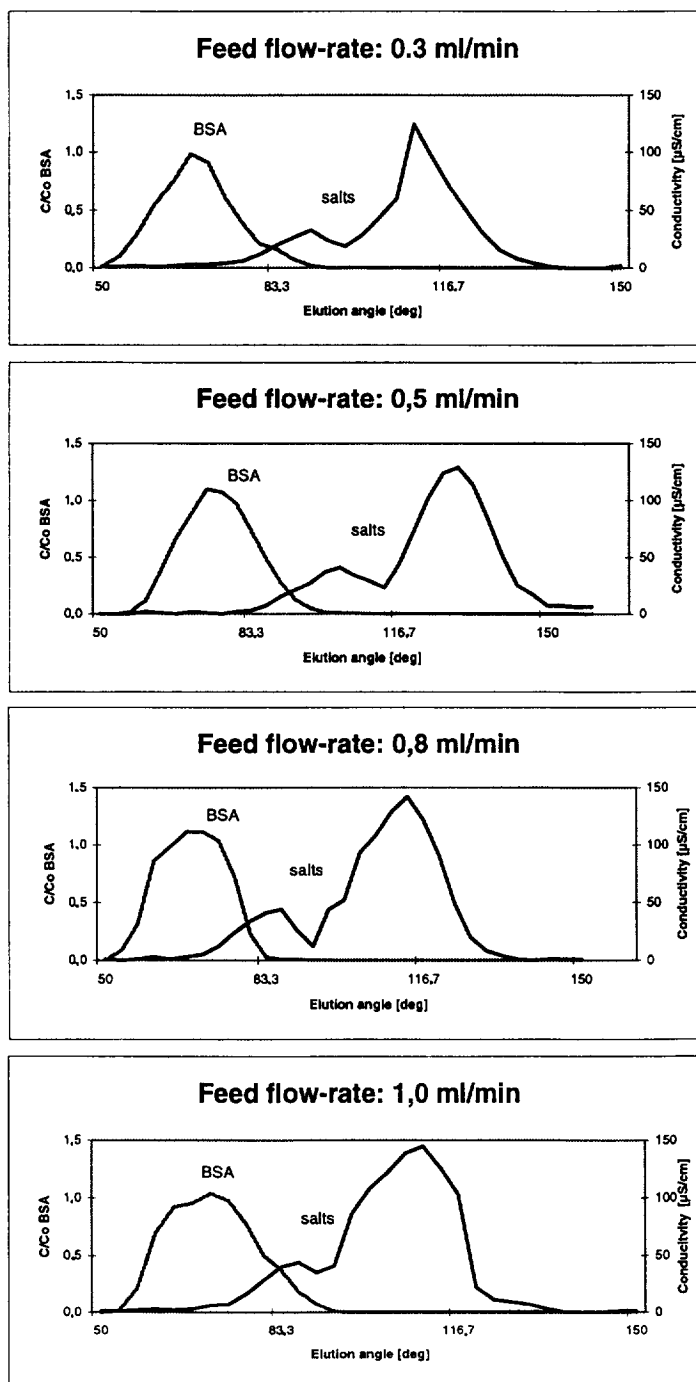 Feed flow-rate: 0.3 ml/min
1.5
150
BSA
C/Co BSA
1.0
100
Conductivity [µS/cm]
salts
0,5
50
0.0
0
50
83,3
116.7
150
Elution angle [deg]
Feed flow-rate: 0,5 ml/min
1.5
150
BSA
C/Co BSA
1.0
100
Conductivity [µS/cm]
salts
0.5
50
0.0
0
50
83.3
116,7
150
Elution angle [deg]
Feed flow-rate: 0,8 ml/min
1.5
150
BSA
C/Co BSA
1.0
100
Conductivity [µS/cm]
salts
0.5
50
0,0
0
50
83.3
116.7
150
Elution angle [deg]
Feed flow-rate: 1,0 ml/min
1,5
150
BSA
C/Co BSA
1,0
100
Conducitvity [µS/cm]
salts
0.5
50
0,0
0
50
83,3
116,7
150
Elution angle [deg]